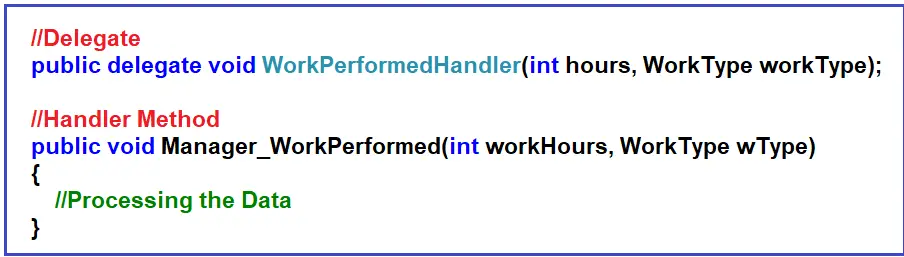 //Delegate
public delegate void WorkPerformedHandler(int hours, WorkType workType);
//Handler Method
public void Manager_WorkPerformed(int workHours, WorkType wType)
{
//Processing the Data
}